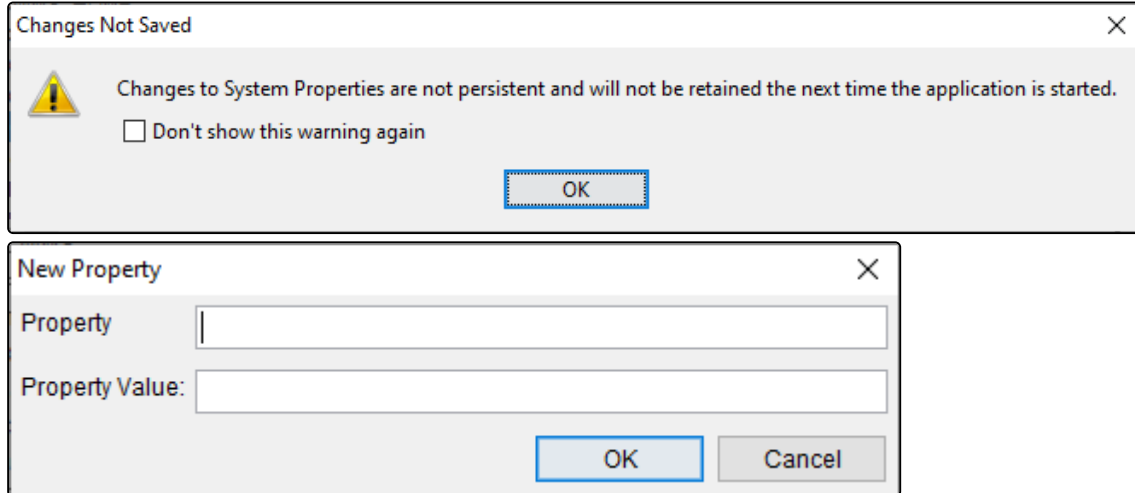 Changes Not Saved
Changes to System Properties are not persistent and will not be retained the next time the application is started.
Don't show this warning again
OK
New Property
Property
Property Value:
OK Cancel